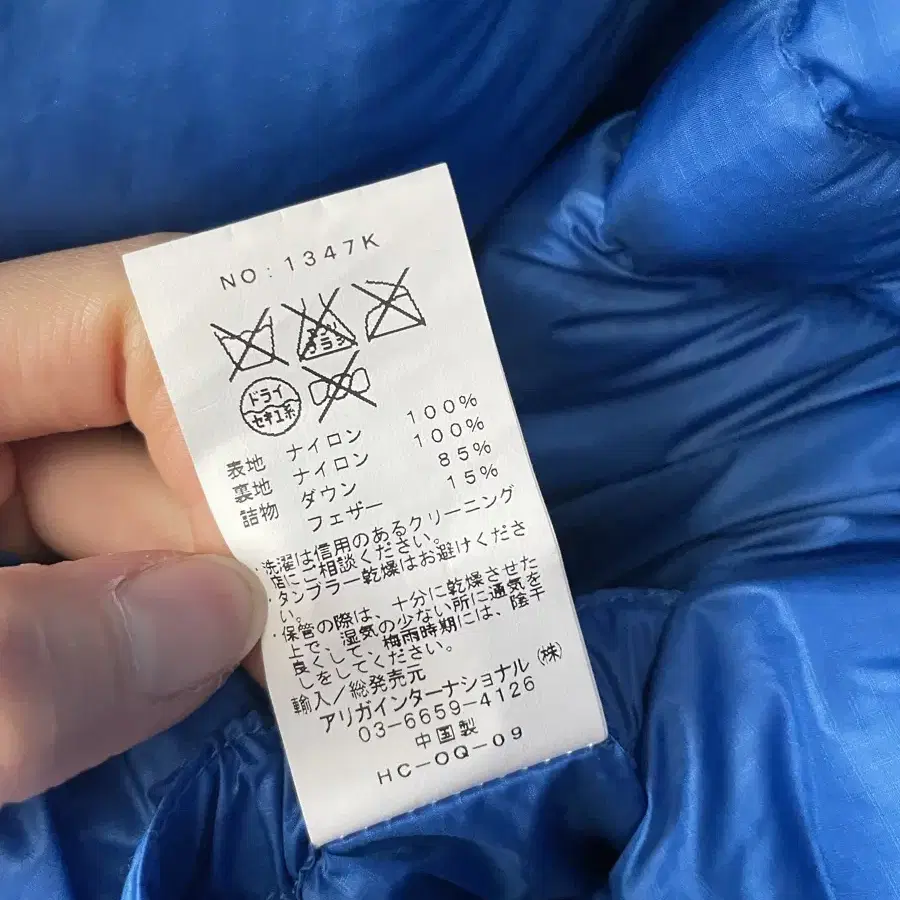 NO:1347K
エンソ
ブラシ
ドライ
セキユ系
表地 ナイロン 100%
裏地 ナイロン 100%
詰物 ダウン 85%
フェザー 15%
・洗濯は信用のあるクリーニング
店にご相談ください。
・タンブラー乾燥はお避けくださ
い。
・保管の際は、十分に乾燥させた
上で、湿気の少ない所に通気を
良くして、梅雨時期には、陰干
しをしてください。
輸入/総発売元
アリガインターナショナル(株)
03-6659-4126
中国製
HC-OQ-09